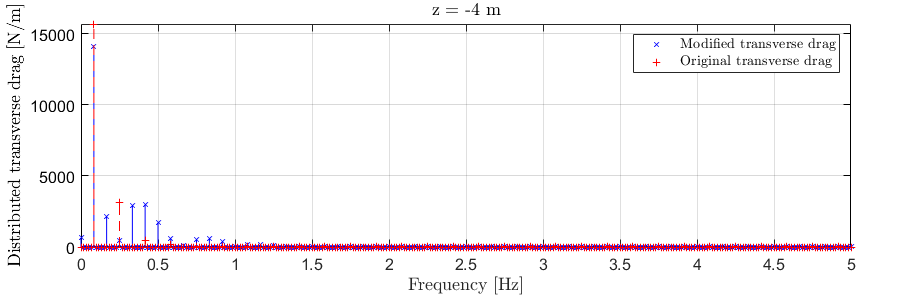 z = -4 m
Distributed transverse drag [N/m]
15000
10000
5000
0
Modified transverse drag
Original transverse drag
0 0.5 1 1.5 2 2.5 3 3.5 4 4.5 5
Frequency [Hz]